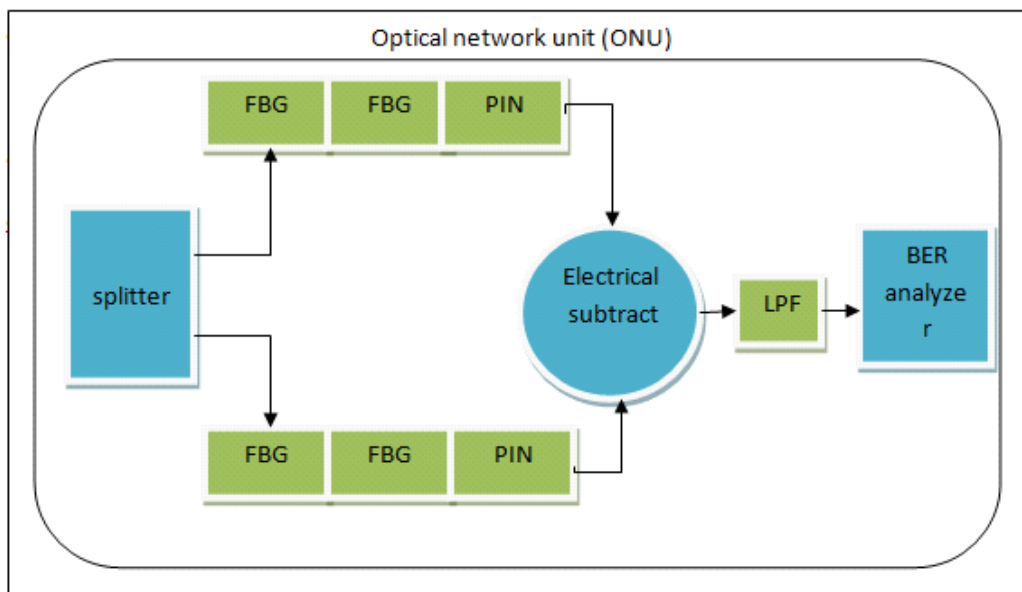 Optical network unit (ONU)
FBG FBG PIN
splitter
Electrical
subtract
LPF
BER
analyze
r
FBG FBG PIN